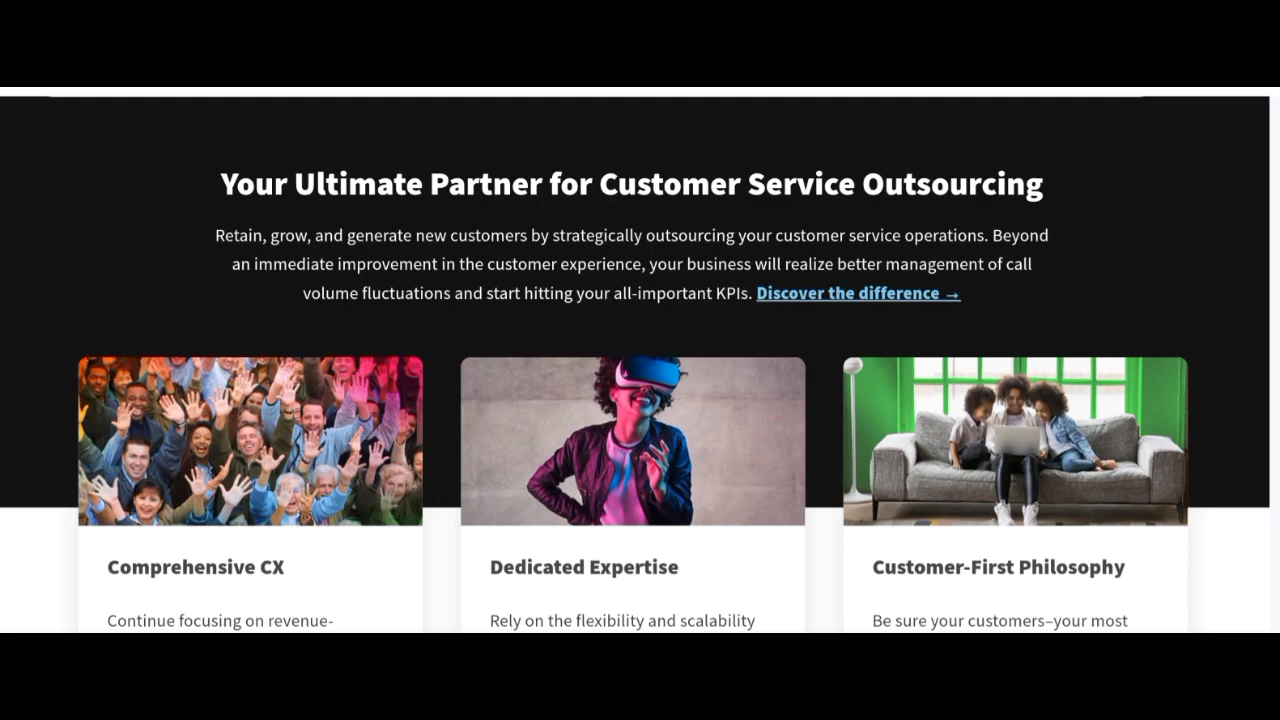 Your Ultimate Partner for Customer Service Outsourcing
Retain, grow, and generate new customers by strategically outsourcing your customer service operations. Beyond
an immediate improvement in the customer experience, your business will realize better management of call
volume fluctuations and start hitting your all-important KPIs. Discover the difference →
Comprehensive CX
Continue focusing on revenue-
Dedicated Expertise
Rely on the flexibility and scalability
Customer-First Philosophy
Be sure your customers–your most